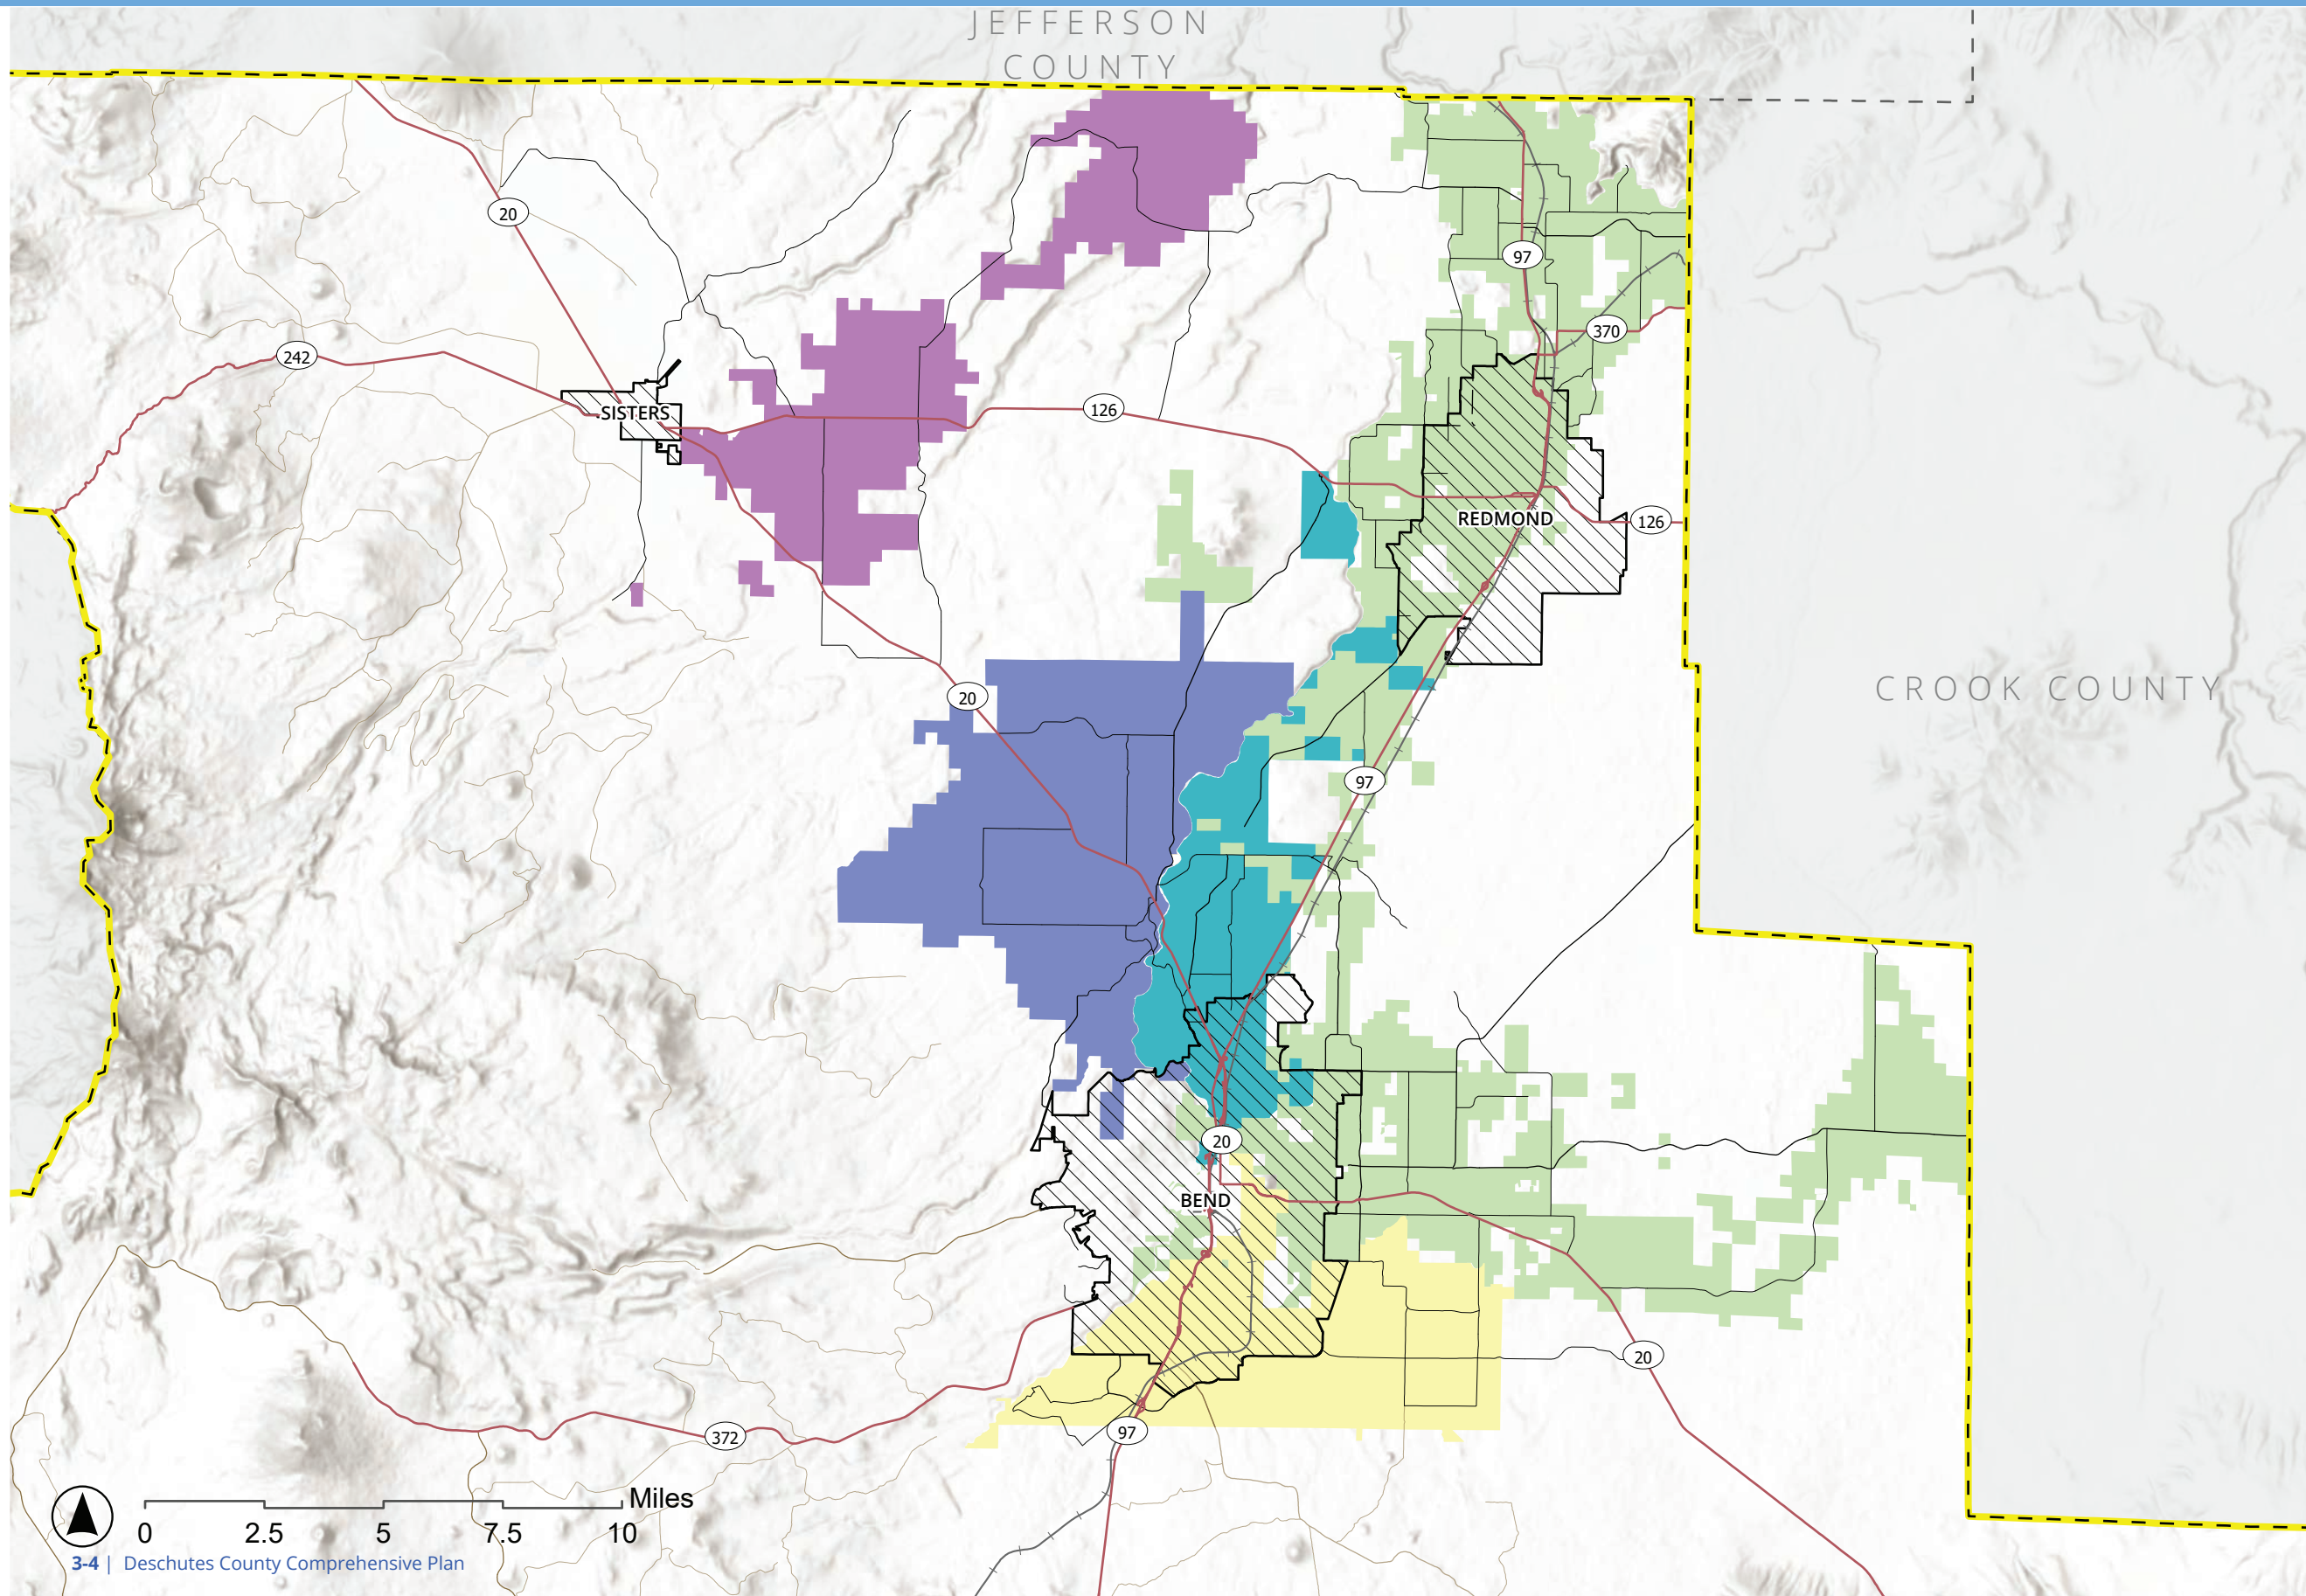 JEFFERSON
COUNTY
20
97
242
370
126
SISTERS
REDMOND
126
CROOK COUNTY
20
97
20
BEND
20
372
97
Miles
0 2.5 5 7.5 10
3-4 | Deschutes County Comprehensive Plan